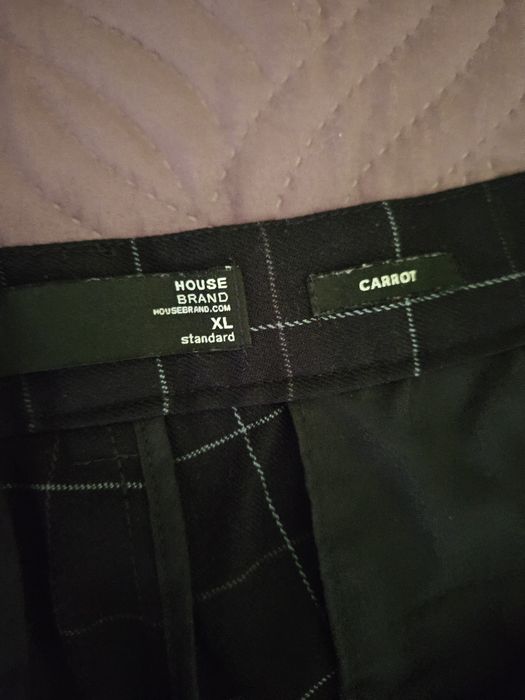 HOUSE
BRAND
HOUSEBRAND.COM
XL
standard
CARROT